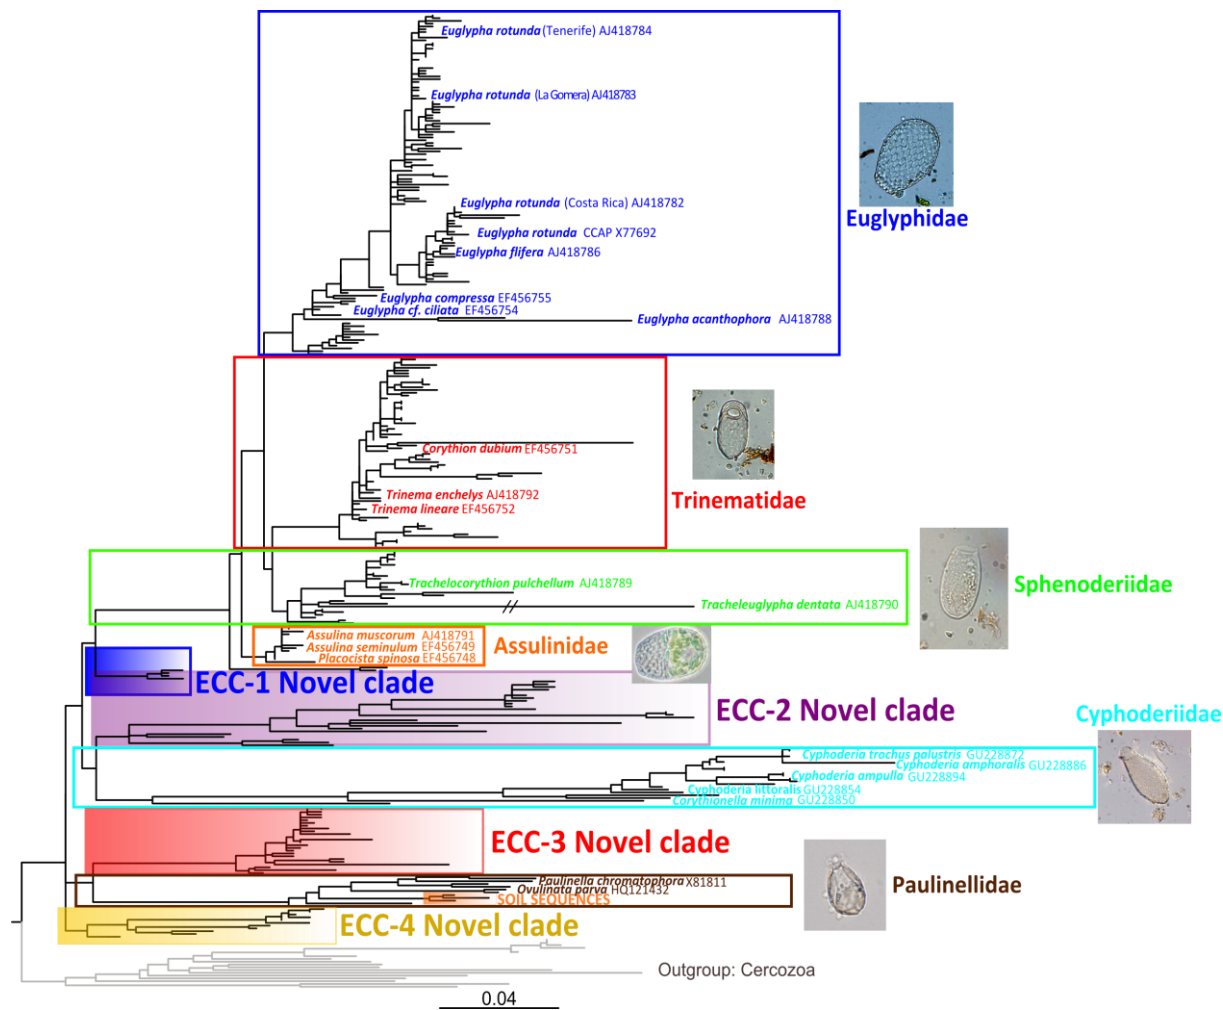 Euglypha rotunda (Tenerife) AJ418784
Euglypha rotunda (La Gomera) AJ418783
Euglypha rotunda (Costa Rica) AJ418782
Euglyphidae
Euglypha rotunda CCAP X77692
Euglypha flifera AJ418786
Euglypha compressa EF456755
Euglypha cf. ciliata EF456754
Euglypha acanthophora AJ418788
Corythion dubium EF456751
Trinema enchelys AJ418792
Trinematidae
Trinema lineare EF456752
Trachelocorythion pulchellum AJ418789
Sphenoderiidae
Tracheleuglypha dentata AJ418790
Assulina muscorum AJ418791
Assulina seminulum EF456749
Assulinidae
Placocista spinosa EF456748
ECC-1 Novel clade
ECC-2 Novel clade
Cyphoderiidae
Cyphoderia trochus palustris GU228872
Cyphoderia amphoralis GU228886
Cyphoderia ampulla GU228894
Cyphoderia littoralis GU228854
Corythionella minima GU228850
ECC-3 Novel clade
Paulinella chromatophora X81811
Paulinellidae
Ovulinata parva HQ121432
SOIL SEQUENCES
ECC-4 Novel clade
Outgroup: Cercozoa
0.04